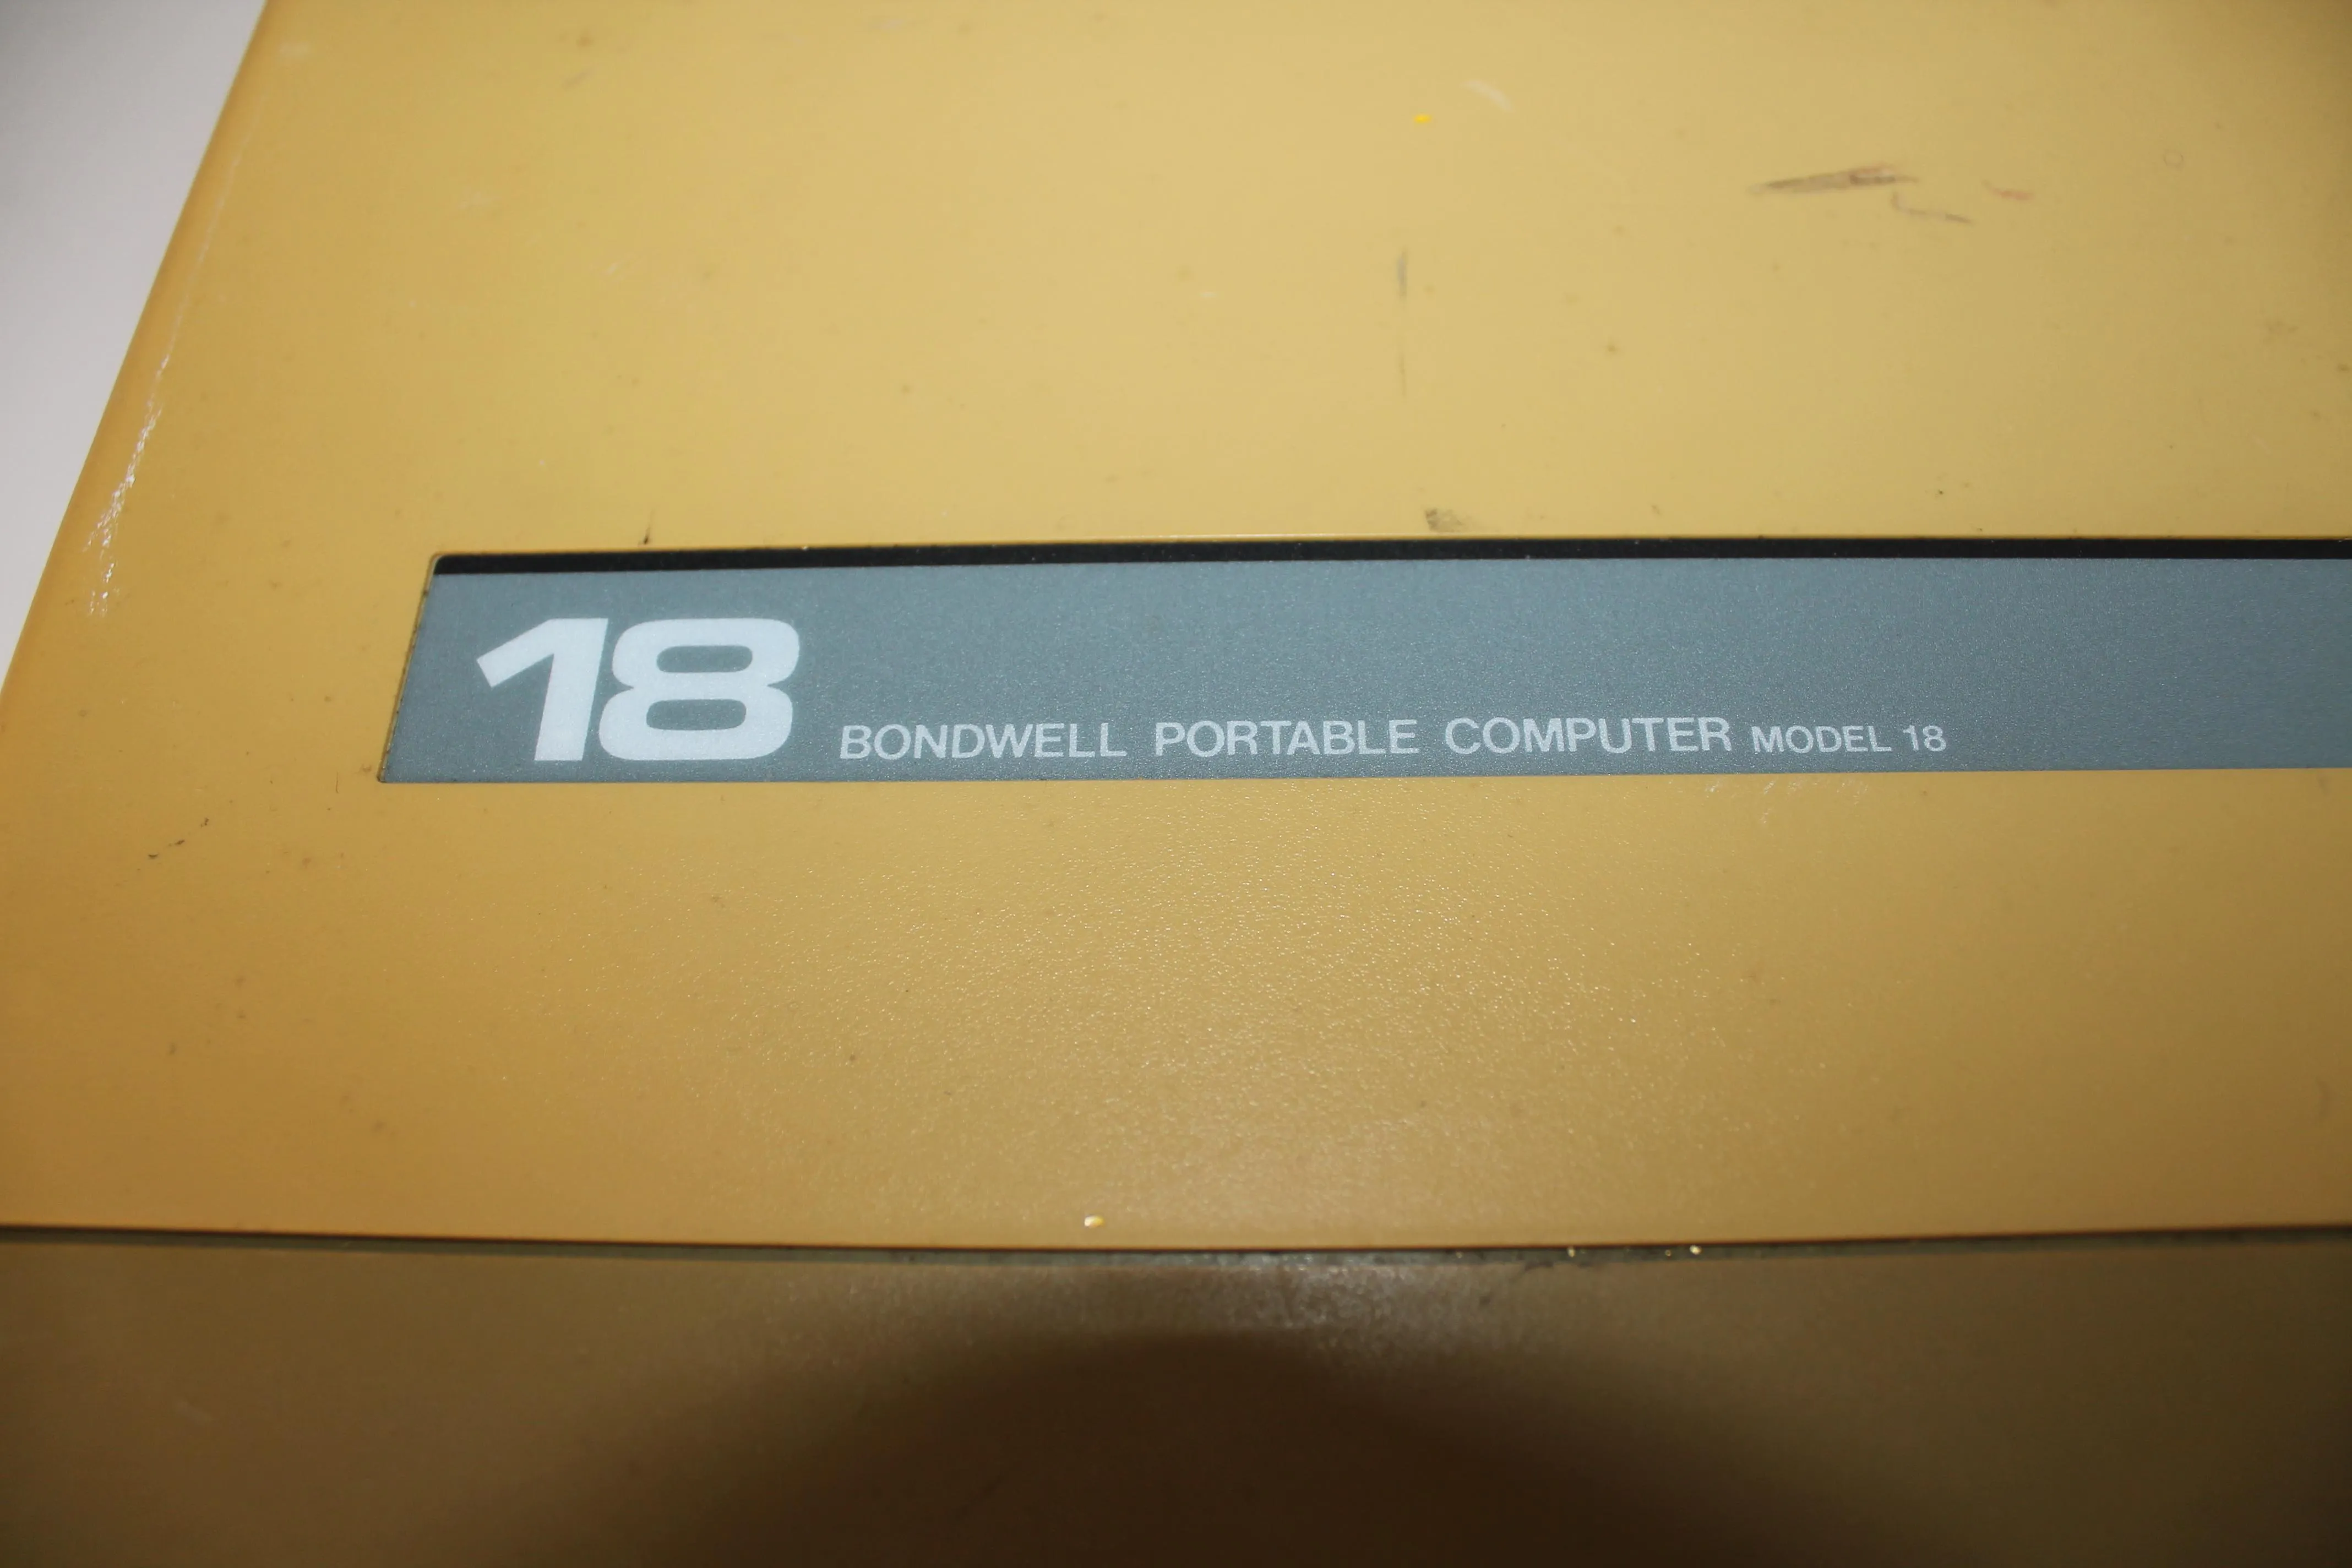 18 BONDWELL PORTABLE COMPUTER MODEL 18